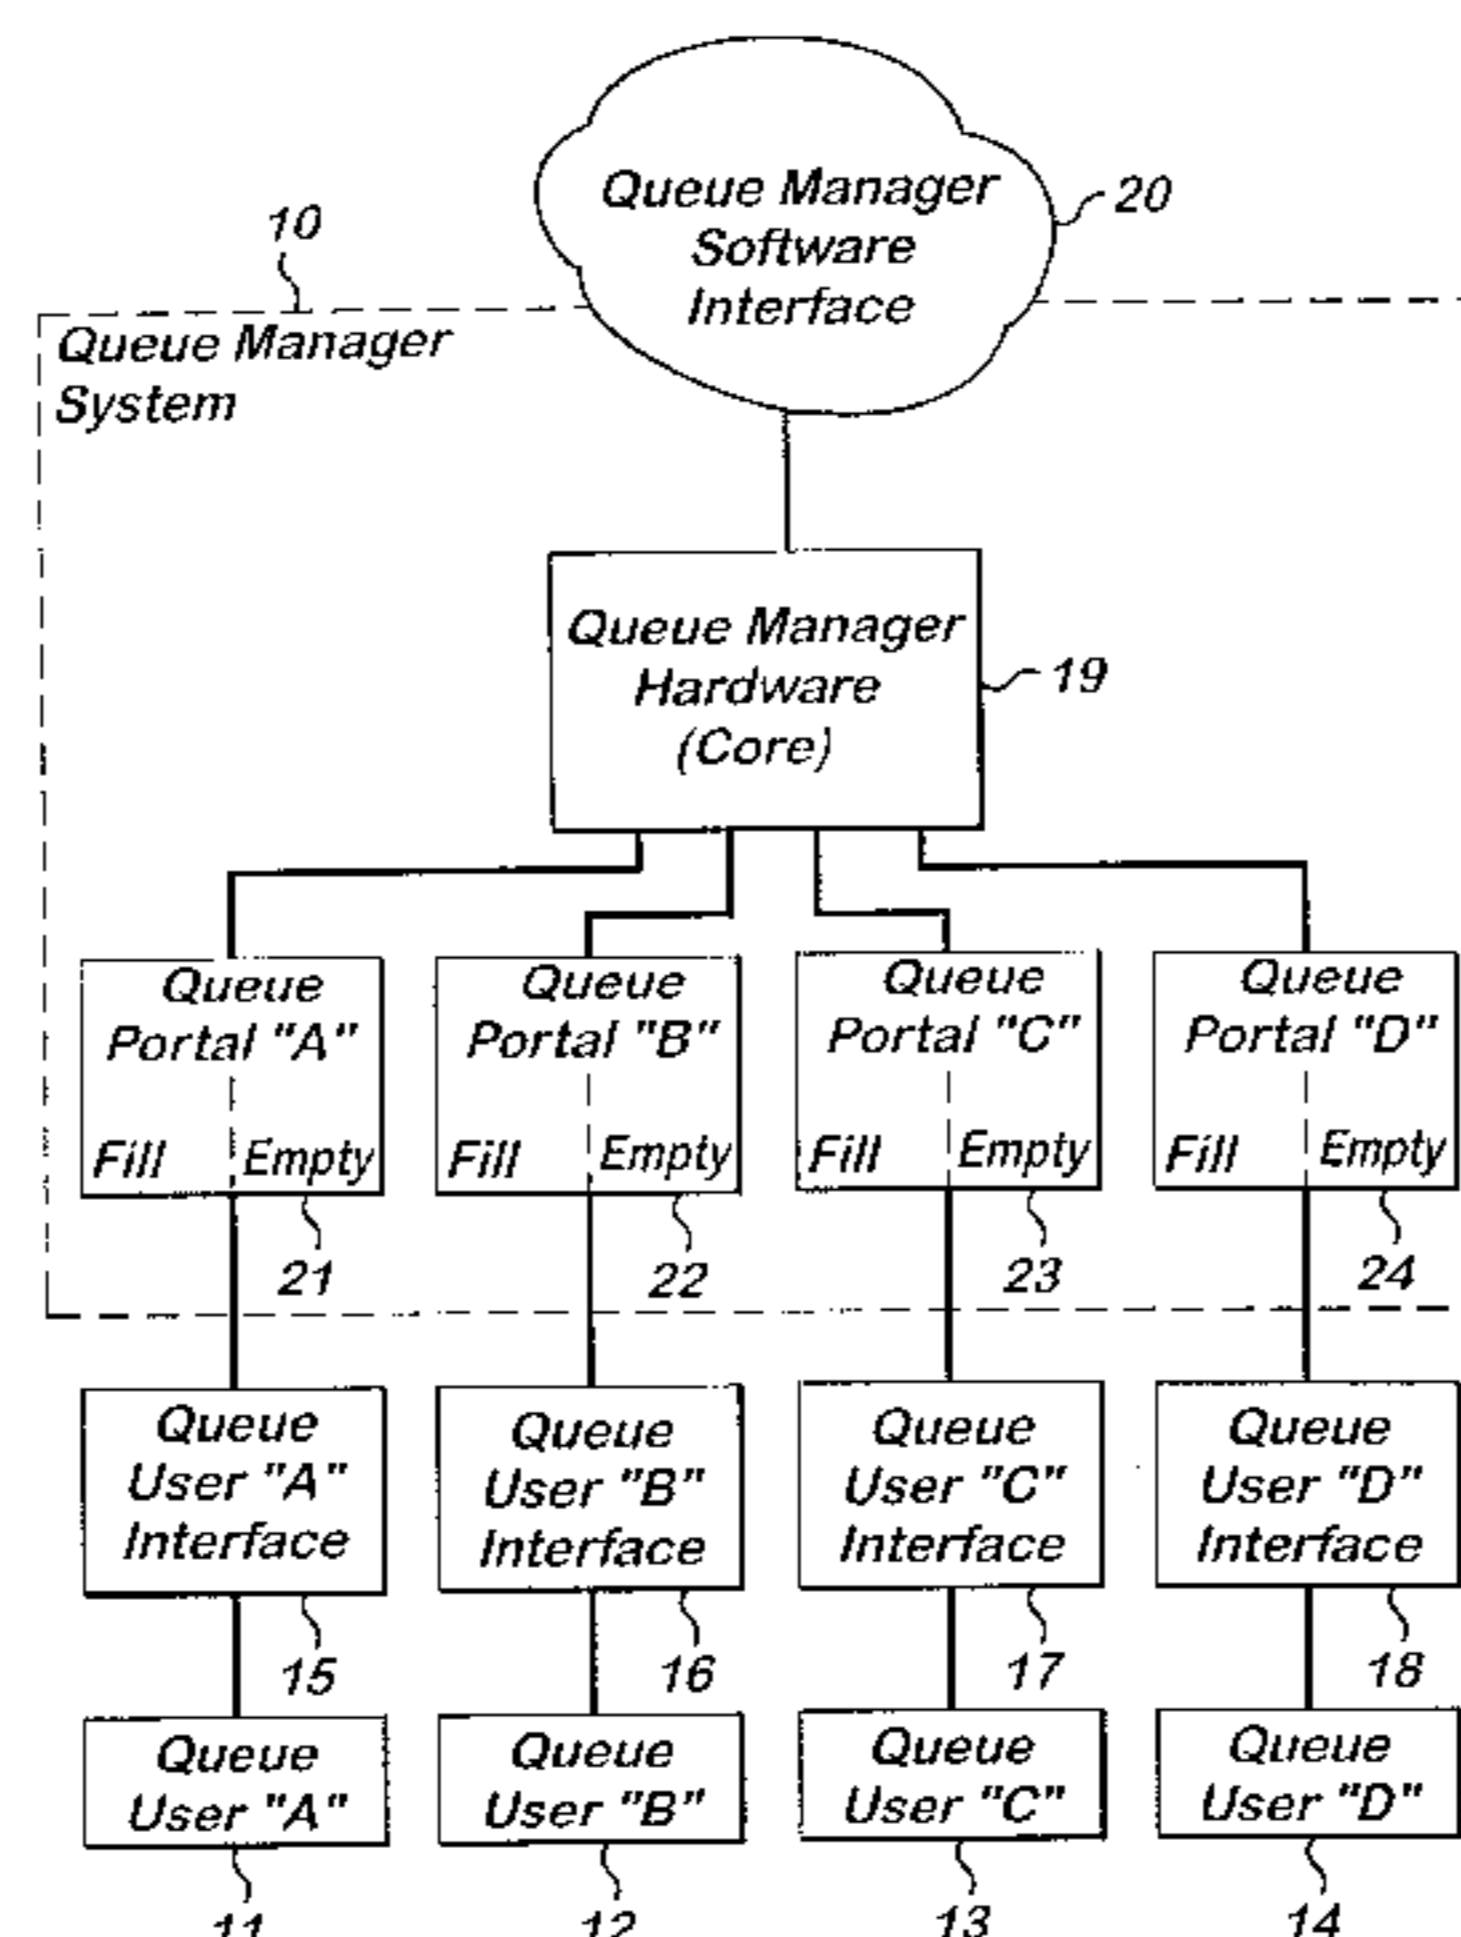 Queue Manager
Software
Interface
20
10
Queue Manager
System
Queue Manager
Hardware
(Core)
19
Queue
Portal "A"
Fill Empty
21
Queue
Portal "B"
Fill Empty
22
Queue
Portal "C"
Fill Empty
23
Queue
Portal "D"
Fill Empty
24
Queue
User "A"
Interface
15
Queue
User "B"
Interface
16
Queue
User "C"
Interface
17
Queue
User "D"
Interface
18
Queue
User "A"
11
Queue
User "B"
12
Queue
User "C"
13
Queue
User "D"
14